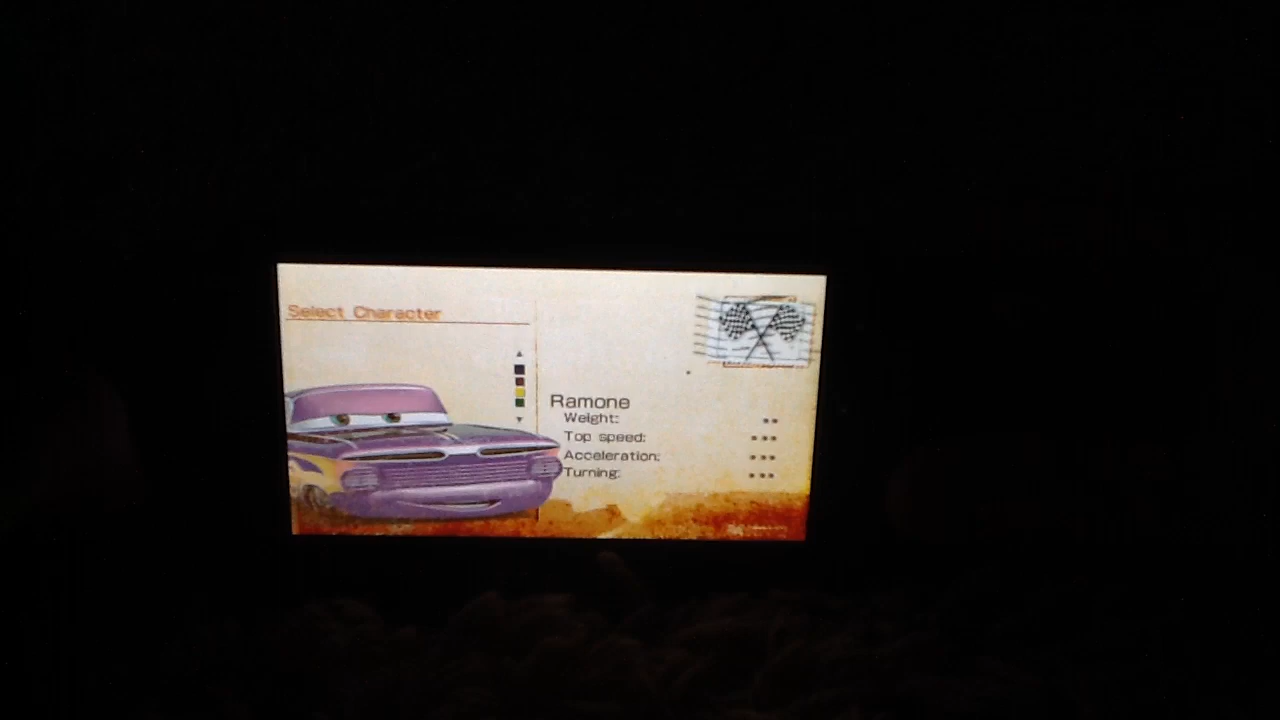 Select Character
Ramone
Weight:
Top speed:
Acceleration:
Turning: